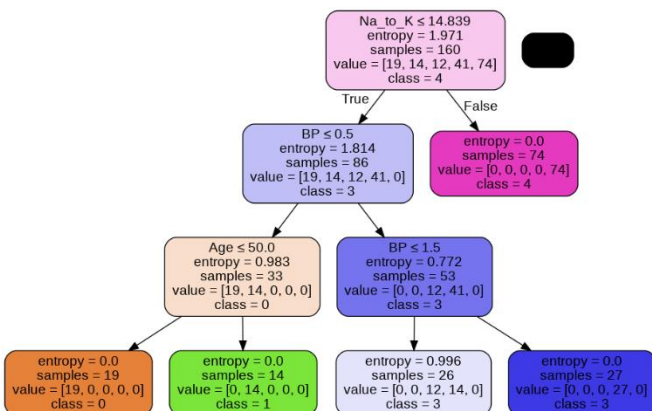 Na_to_K ≤ 14.839
entropy = 1.971
samples = 160
value = [19, 14, 12, 41, 74]
class = 4
True
False
BP ≤ 0.5
entropy = 1.814
samples = 86
value = [19, 14, 12, 41, 0]
class = 3
entropy = 0.0
samples = 74
value = [0, 0, 0, 0, 74]
class = 4
Age ≤ 50.0
entropy = 0.983
samples = 33
value = [19, 14, 0, 0, 0]
class = 0
BP ≤ 1.5
entropy = 0.772
samples = 53
value = [0, 0, 12, 41, 0]
class = 3
entropy = 0.0
samples = 19
value = [19, 0, 0, 0, 0]
class = 0
entropy = 0.0
samples = 14
value = [0, 14, 0, 0, 0]
class = 1
entropy = 0.996
samples = 26
value = [0, 0, 12, 14, 0]
class = 3
entropy = 0.0
samples = 27
value = [0, 0, 0, 27, 0]
class = 3